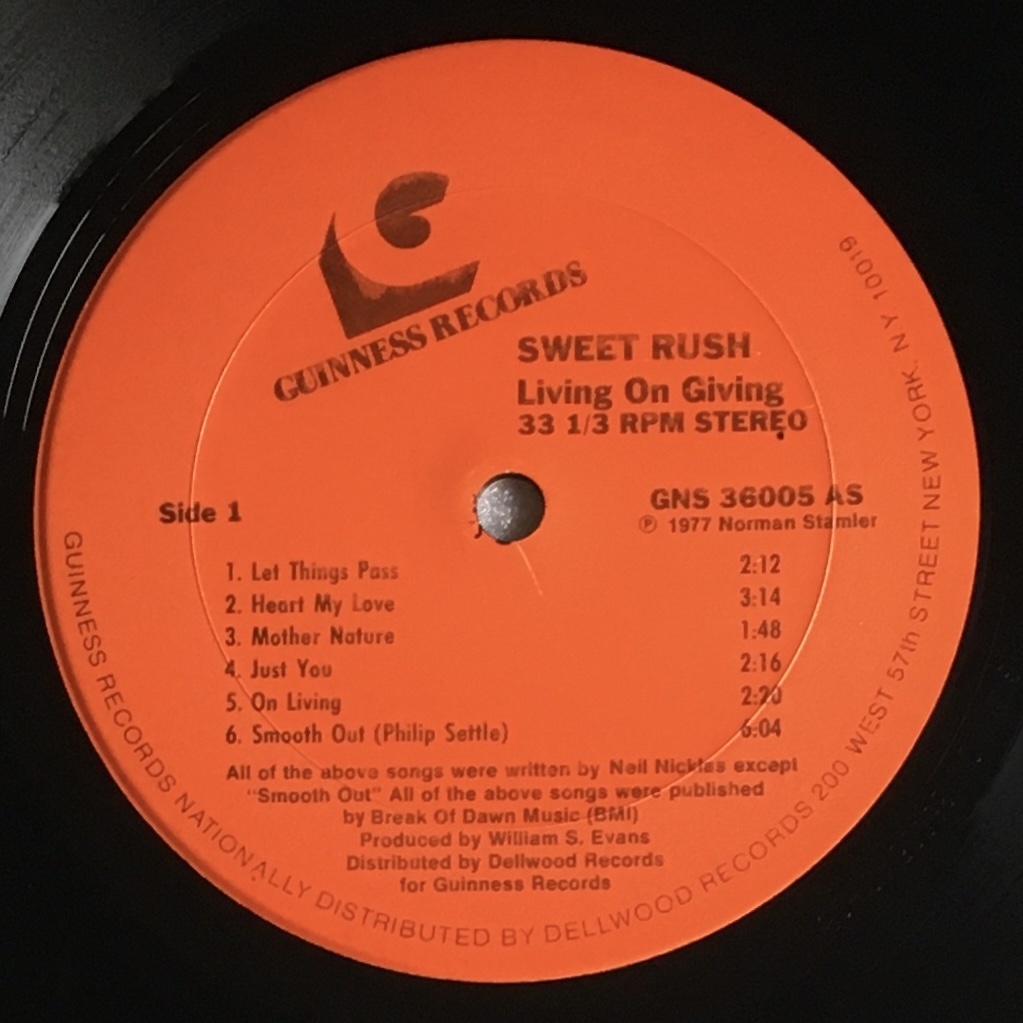 GUINNESS RECORDS
SWEET RUSH
Living On Giving
33 1/3 RPM STEREO
Side 1
GNS 36005 AS
℗ 1977 Norman Stamler
1. Let Things Pass 2:12
2. Heart My Love 3:14
3. Mother Nature 1:48
4. Just You 2:16
5. On Living 2:20
6. Smooth Out (Philip Settle) 6:04
All of the above songs were written by Neil Nicklas except
"Smooth Out" All of the above songs were published
by Break Of Dawn Music (BMI)
Produced by William S. Evans
Distributed by Dellwood Records
for Guinness Records
GUINNESS RECORDS NATIONALLY DISTRIBUTED BY DELLWOOD RECORDS 200 WEST 57th STREET NEW YORK, NY 10019